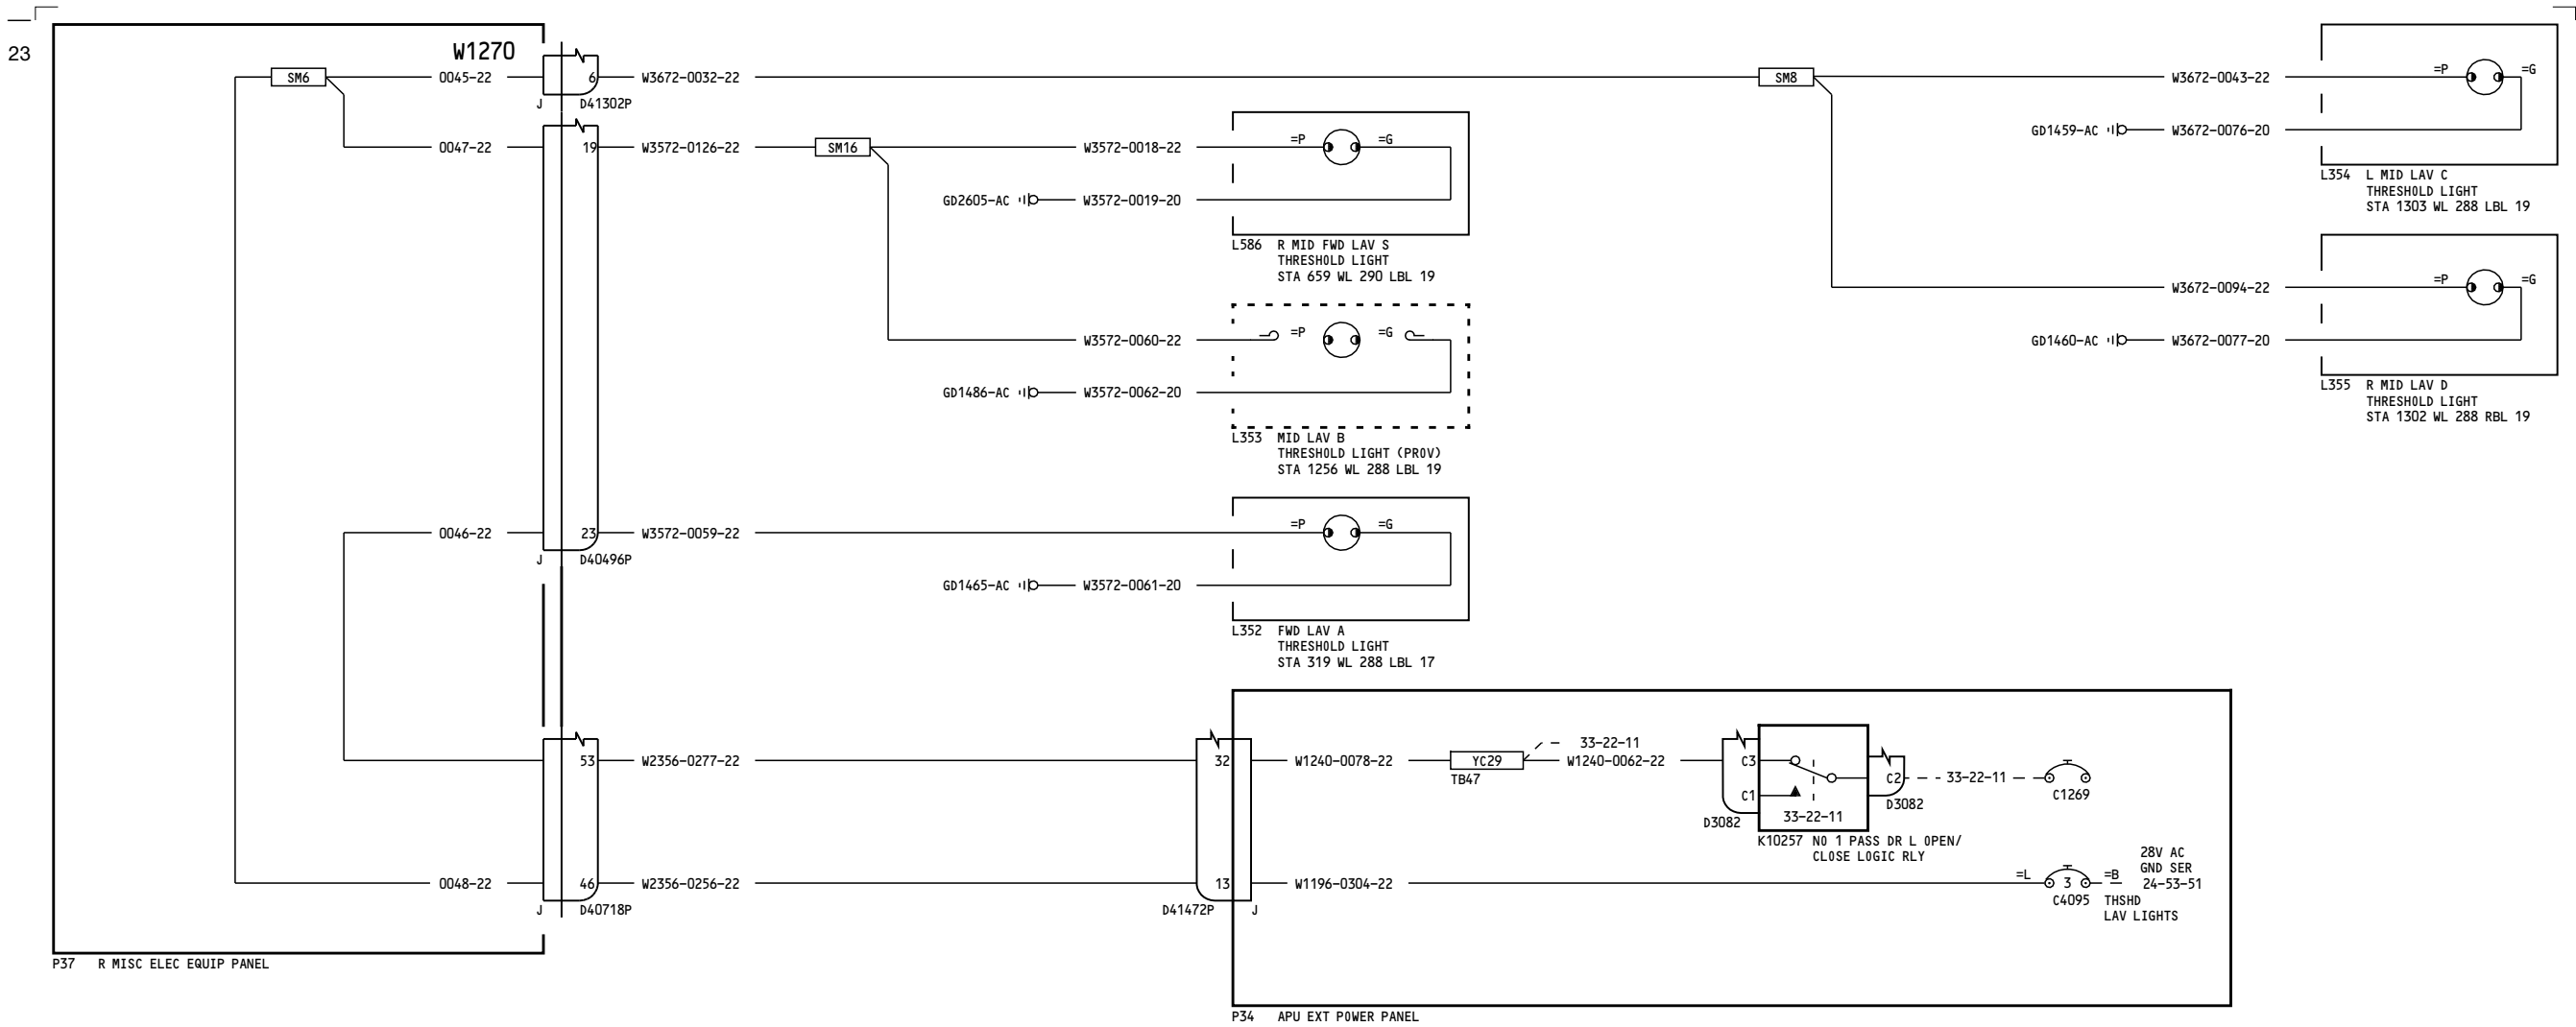 23
W1270
SM6
0045-22
6
W3672-0032-22
SM8
W3672-0043-22
=P
=G
J
D41302P
0047-22
19
W3572-0126-22
SM16
W3572-0018-22
=P
=G
GD1459-AC
W3672-0076-20
L354 L MID LAV C
THRESHOLD LIGHT
STA 1303 WL 288 LBL 19
GD2605-AC
W3572-0019-20
L586 R MID FWD LAV S
THRESHOLD LIGHT
STA 659 WL 290 LBL 19
W3672-0094-22
=P
=G
W3572-0060-22
=P
=G
GD1460-AC
W3672-0077-20
L355 R MID LAV D
THRESHOLD LIGHT
STA 1302 WL 288 RBL 19
GD1486-AC
W3572-0062-20
L353 MID LAV B
THRESHOLD LIGHT (PROV)
STA 1256 WL 288 LBL 19
0046-22
23
W3572-0059-22
=P
=G
J
D40496P
GD1465-AC
W3572-0061-20
L352 FWD LAV A
THRESHOLD LIGHT
STA 319 WL 288 LBL 17
53
W2356-0277-22
32
W1240-0078-22
YC29
TB47
33-22-11
W1240-0062-22
C3
C1
D3082
33-22-11
C2
D3082
33-22-11
C1269
K10257 NO 1 PASS DR L OPEN/
CLOSE LOGIC RLY
0048-22
46
W2356-0256-22
13
W1196-0304-22
=L
3
=B
C4095
28V AC
GND SER
24-53-51
THSHD
LAV LIGHTS
J
D40718P
D41472P
J
P37 R MISC ELEC EQUIP PANEL
P34 APU EXT POWER PANEL